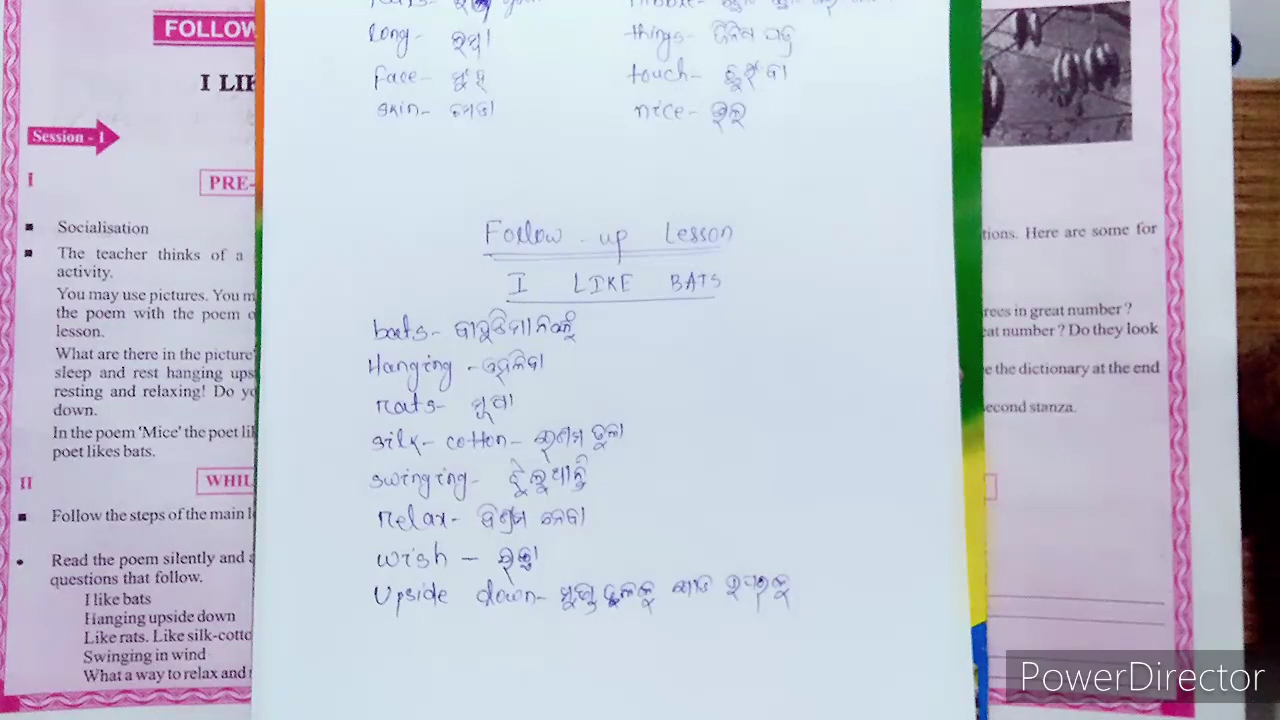 FOLLOW
I LIK
Session - 1
I PRE-
Socialisation
The teacher thinks of a
activity.
You may use pictures. You m
the poem with the poem o
lesson.
What are there in the picture
sleep and rest hanging ups
resting and relaxing! Do yo
down.
In the poem 'Mice' the poet lik
poet likes bats.
II WHIL
Follow the steps of the main l
Read the poem silently and a
questions that follow.
I like bats
Hanging upside down
Like rats. Like silk-cotto
Swinging in wind
What a way to relax and r
Long- ଲମ୍ବା things- ଜିନିଷ ପତ୍ର
Face- ମୁହଁ touch- ଛୁଇଁବା
skin- ଚମଡା nice- ଭଲ
Follow-up Lesson
I LIKE BATS
bats- ବାଦୁଡିମାନଙ୍କୁ
Hanging - ଝୁଲିବା
Rats- ମୂଷା
silk- cotton- ତୁଳା
swinging- ଝୁଲୁଥାନ୍ତି
Relax- ବିଶ୍ରାମ ନେବା
wish - ଇଚ୍ଛା
Upside down- ମୁଣ୍ଡ ତଳକୁ ଗୋଡ ଉପରକୁ
tions. Here are some for
rees in great number ?
eat number ? Do they look
e the dictionary at the end
econd stanza.
PowerDirector